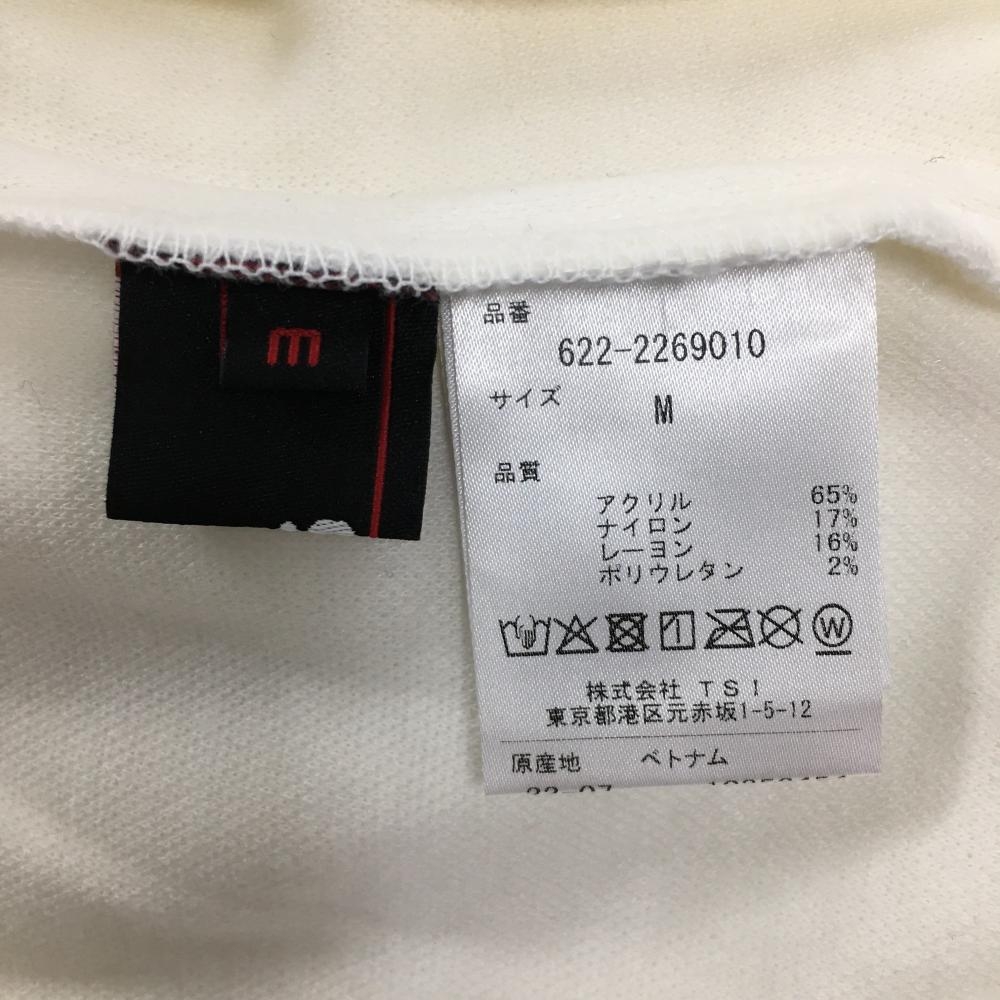 m
品番
622-2269010
サイズ M
品質
アクリル 65%
ナイロン 17%
レーヨン 16%
ポリウレタン 2%
W
株式会社 TSI
東京都港区元赤坂1-5-12
原産地 ベトナム